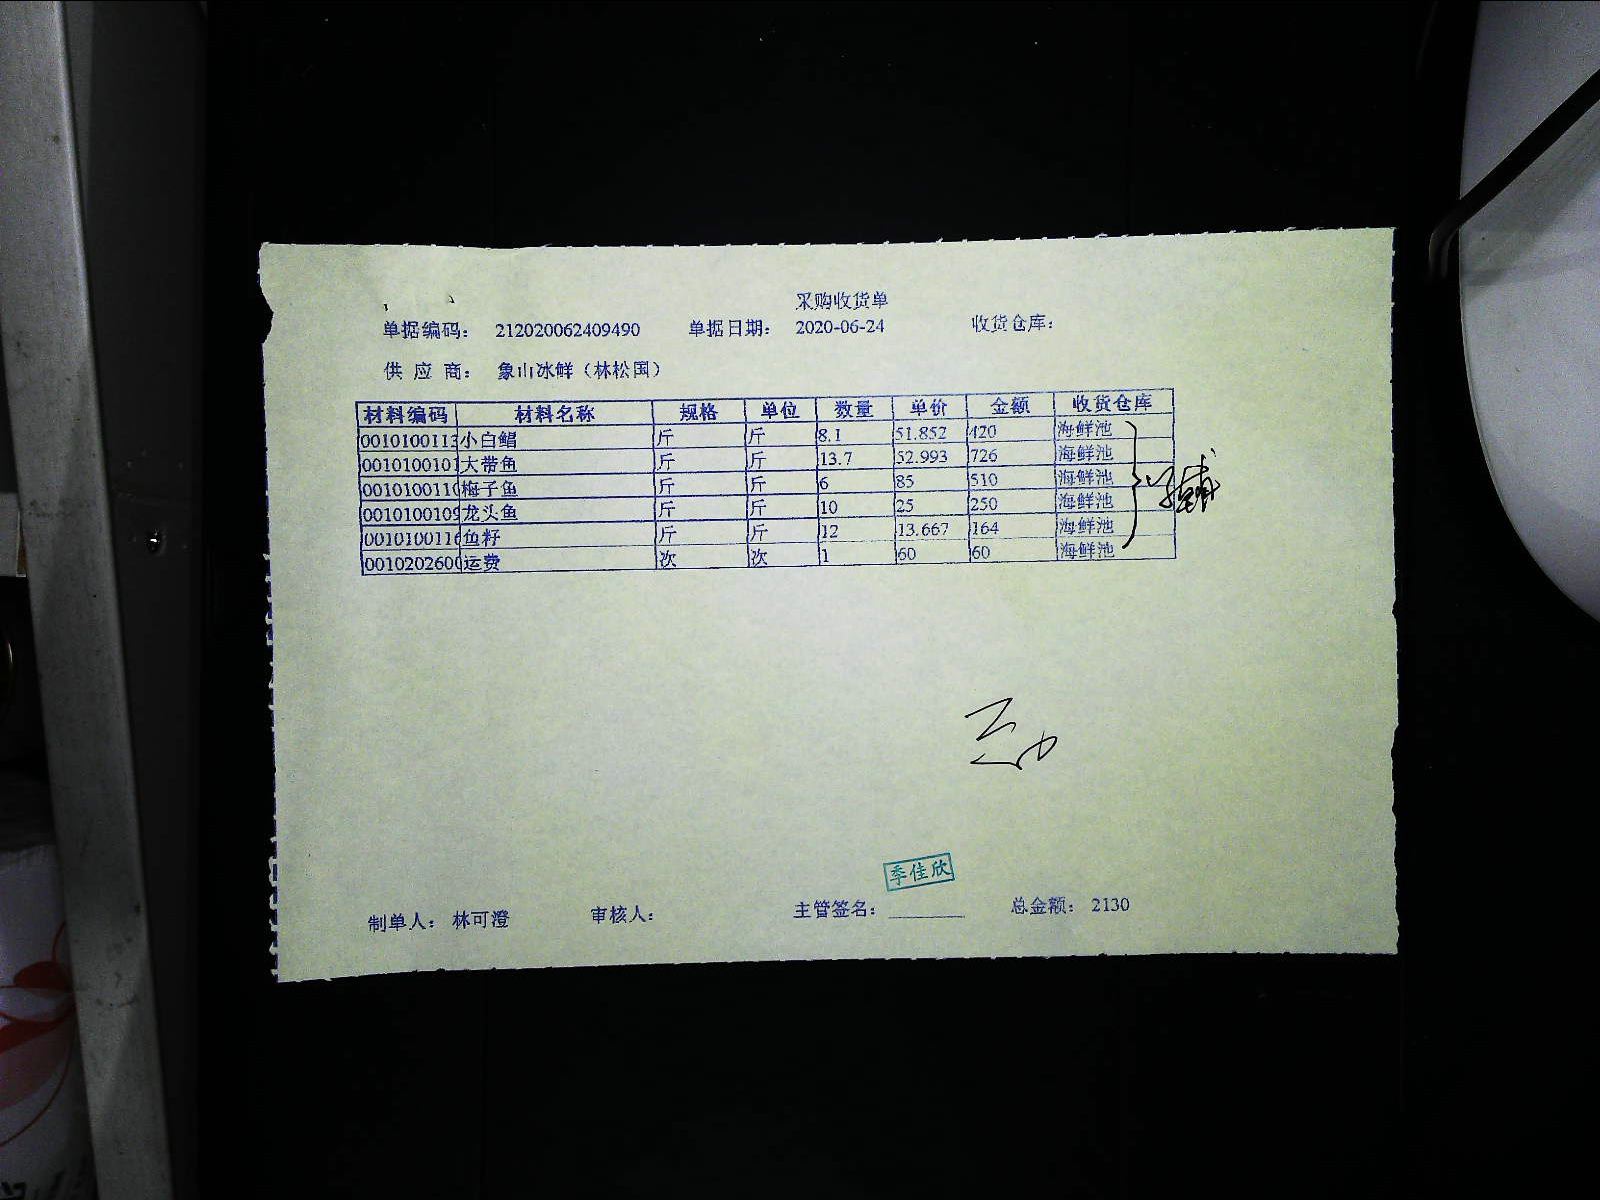 采购收货单
单据编码： 212020062409490 单据日期： 2020-06-24 收货仓库：
供 应 商： 象山冰鲜（林松国）
材料编码 材料名称 规格 单位 数量 单价 金额 收货仓库
0010100113 小白鲳 斤 斤 8.1 51.852 420 海鲜池
0010100101 大带鱼 斤 斤 13.7 52.993 726 海鲜池
001010011 梅子鱼 斤 斤 6 85 510 海鲜池
0010100109 龙头鱼 斤 斤 10 25 250 海鲜池
001010011 鱼籽 斤 斤 12 13.667 164 海鲜池
001020260 运费 次 次 1 60 60 海鲜池
季佳欣
制单人： 林可澄 审核人： 主管签名： 总金额： 2130